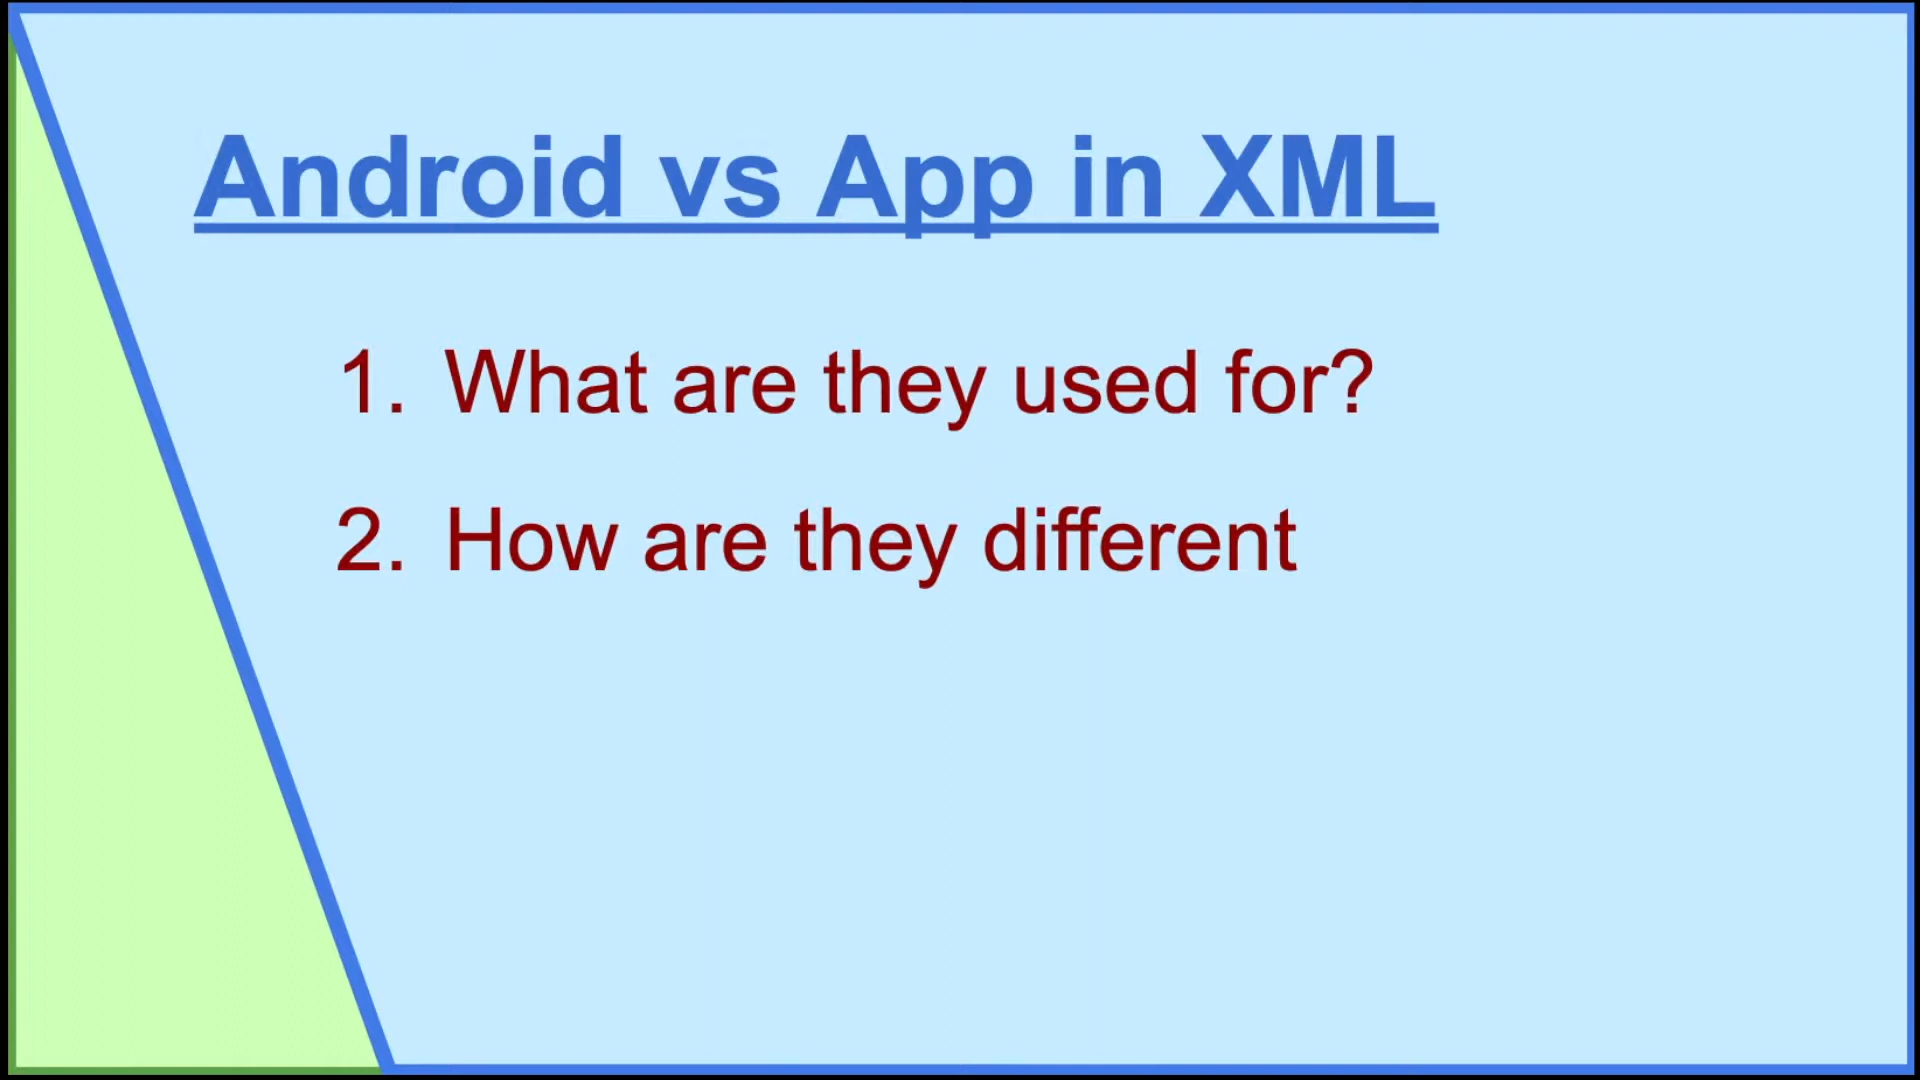 Android vs App in XML
1. What are they used for?
2. How are they different